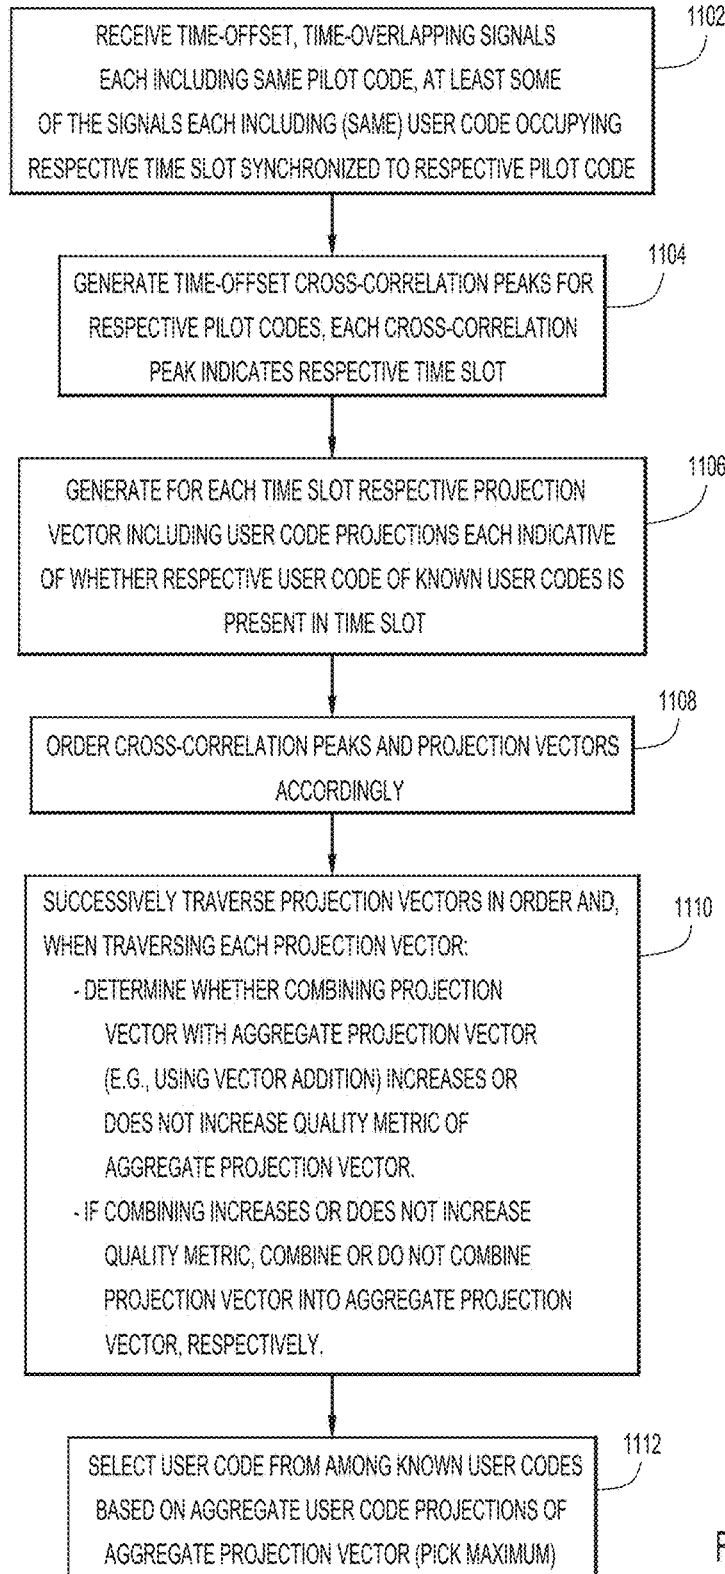 1102
RECEIVE TIME-OFFSET, TIME-OVERLAPPING SIGNALS
EACH INCLUDING SAME PILOT CODE, AT LEAST SOME
OF THE SIGNALS EACH INCLUDING (SAME) USER CODE OCCUPYING
RESPECTIVE TIME SLOT SYNCHRONIZED TO RESPECTIVE PILOT CODE
1104
GENERATE TIME-OFFSET CROSS-CORRELATION PEAKS FOR
RESPECTIVE PILOT CODES, EACH CROSS-CORRELATION
PEAK INDICATES RESPECTIVE TIME SLOT
1106
GENERATE FOR EACH TIME SLOT RESPECTIVE PROJECTION
VECTOR INCLUDING USER CODE PROJECTIONS EACH INDICATIVE
OF WHETHER RESPECTIVE USER CODE OF KNOWN USER CODES IS
PRESENT IN TIME SLOT
1108
ORDER CROSS-CORRELATION PEAKS AND PROJECTION VECTORS
ACCORDINGLY
1110
SUCCESSIVELY TRAVERSE PROJECTION VECTORS IN ORDER AND,
WHEN TRAVERSING EACH PROJECTION VECTOR:
- DETERMINE WHETHER COMBINING PROJECTION
VECTOR WITH AGGREGATE PROJECTION VECTOR
(E.G., USING VECTOR ADDITION) INCREASES OR
DOES NOT INCREASE QUALITY METRIC OF
AGGREGATE PROJECTION VECTOR.
- IF COMBINING INCREASES OR DOES NOT INCREASE
QUALITY METRIC, COMBINE OR DO NOT COMBINE
PROJECTION VECTOR INTO AGGREGATE PROJECTION
VECTOR, RESPECTIVELY.
1112
SELECT USER CODE FROM AMONG KNOWN USER CODES
BASED ON AGGREGATE USER CODE PROJECTIONS OF
AGGREGATE PROJECTION VECTOR (PICK MAXIMUM)
F